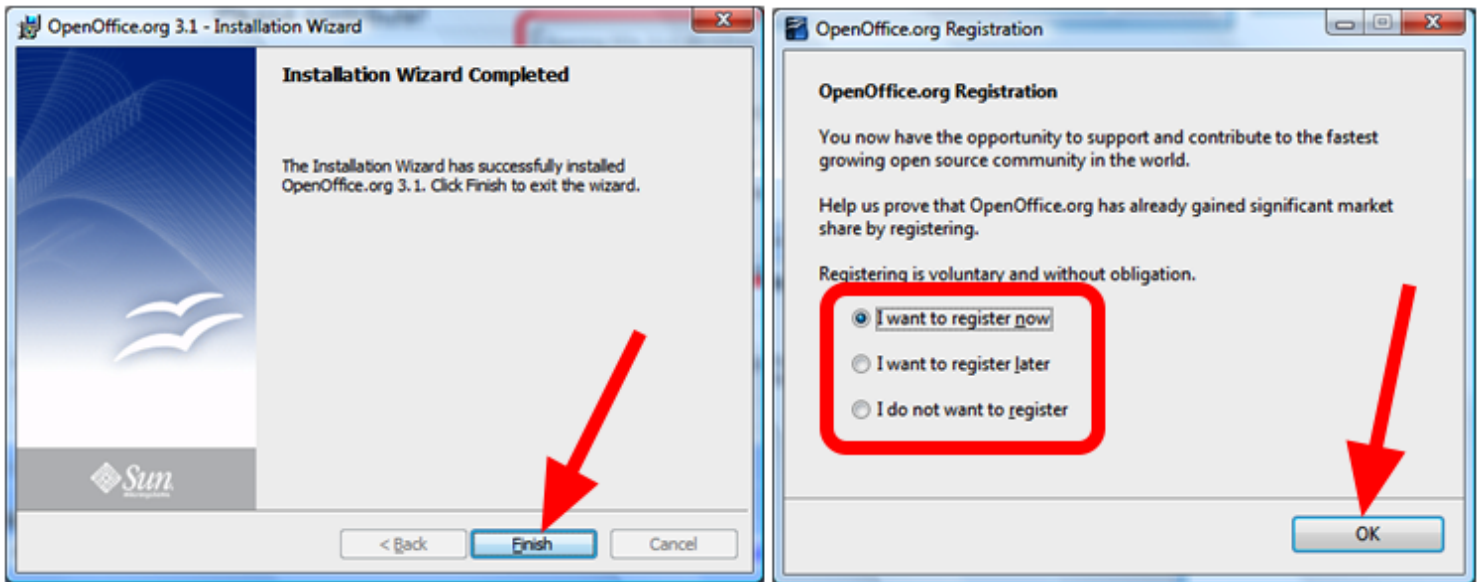 OpenOffice.org 3.1 - Installation Wizard
Installation Wizard Completed
The Installation Wizard has successfully installed
OpenOffice.org 3.1. Click Finish to exit the wizard.
Sun
< Back
Finish
Cancel
OpenOffice.org Registration
OpenOffice.org Registration
You now have the opportunity to support and contribute to the fastest
growing open source community in the world.
Help us prove that OpenOffice.org has already gained significant market
share by registering.
Registering is voluntary and without obligation.
I want to register now
I want to register later
I do not want to register
OK